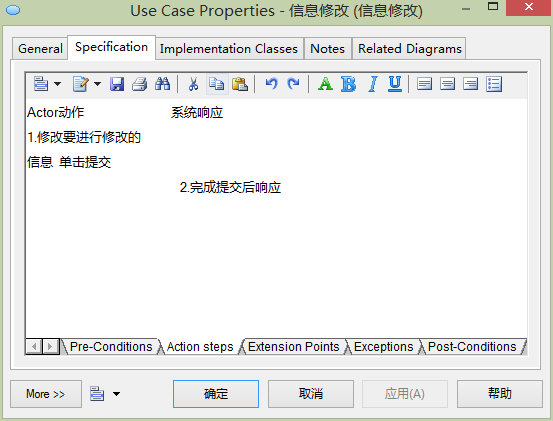 Use Case Properties - 信息修改 (信息修改)
General Specification Implementation Classes Notes Related Diagrams
A B I U
Actor动作 系统响应
1.修改要进行修改的
信息 单击提交
2.完成提交后响应
Pre-Conditions Action steps Extension Points Exceptions Post-Conditions
More >> 确定 取消 应用(A) 帮助